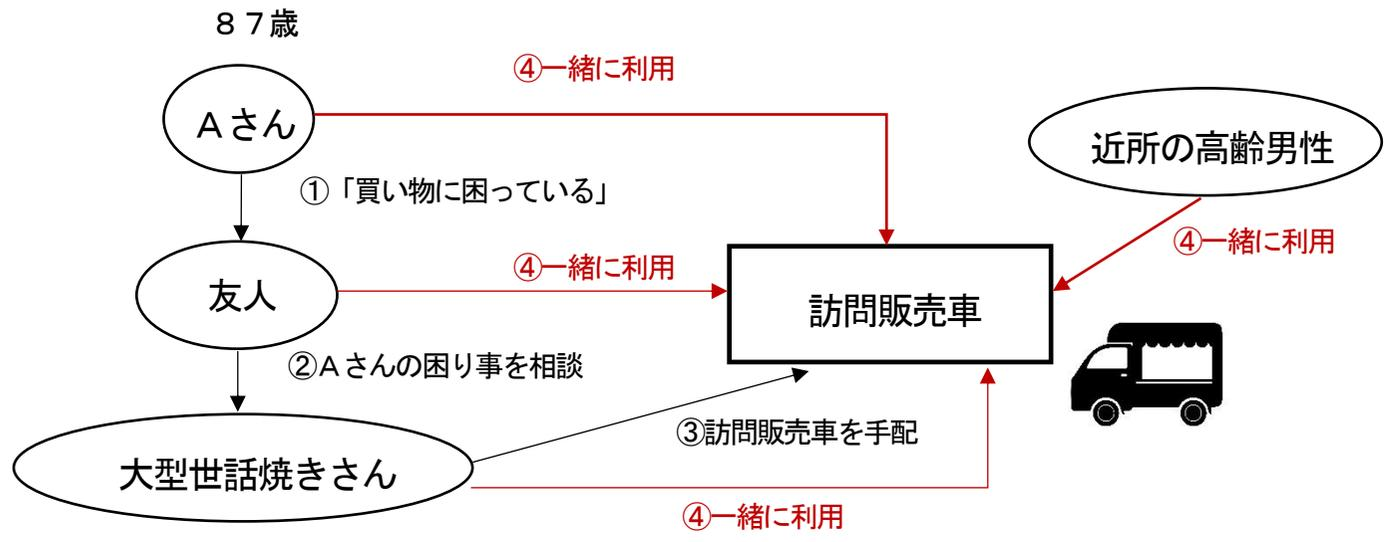 ８７歳
④一緒に利用
Ａさん
近所の高齢男性
①「買い物に困っている」
④一緒に利用
④一緒に利用
友人
訪問販売車
②Ａさんの困り事を相談
③訪問販売車を手配
大型世話焼きさん
④一緒に利用